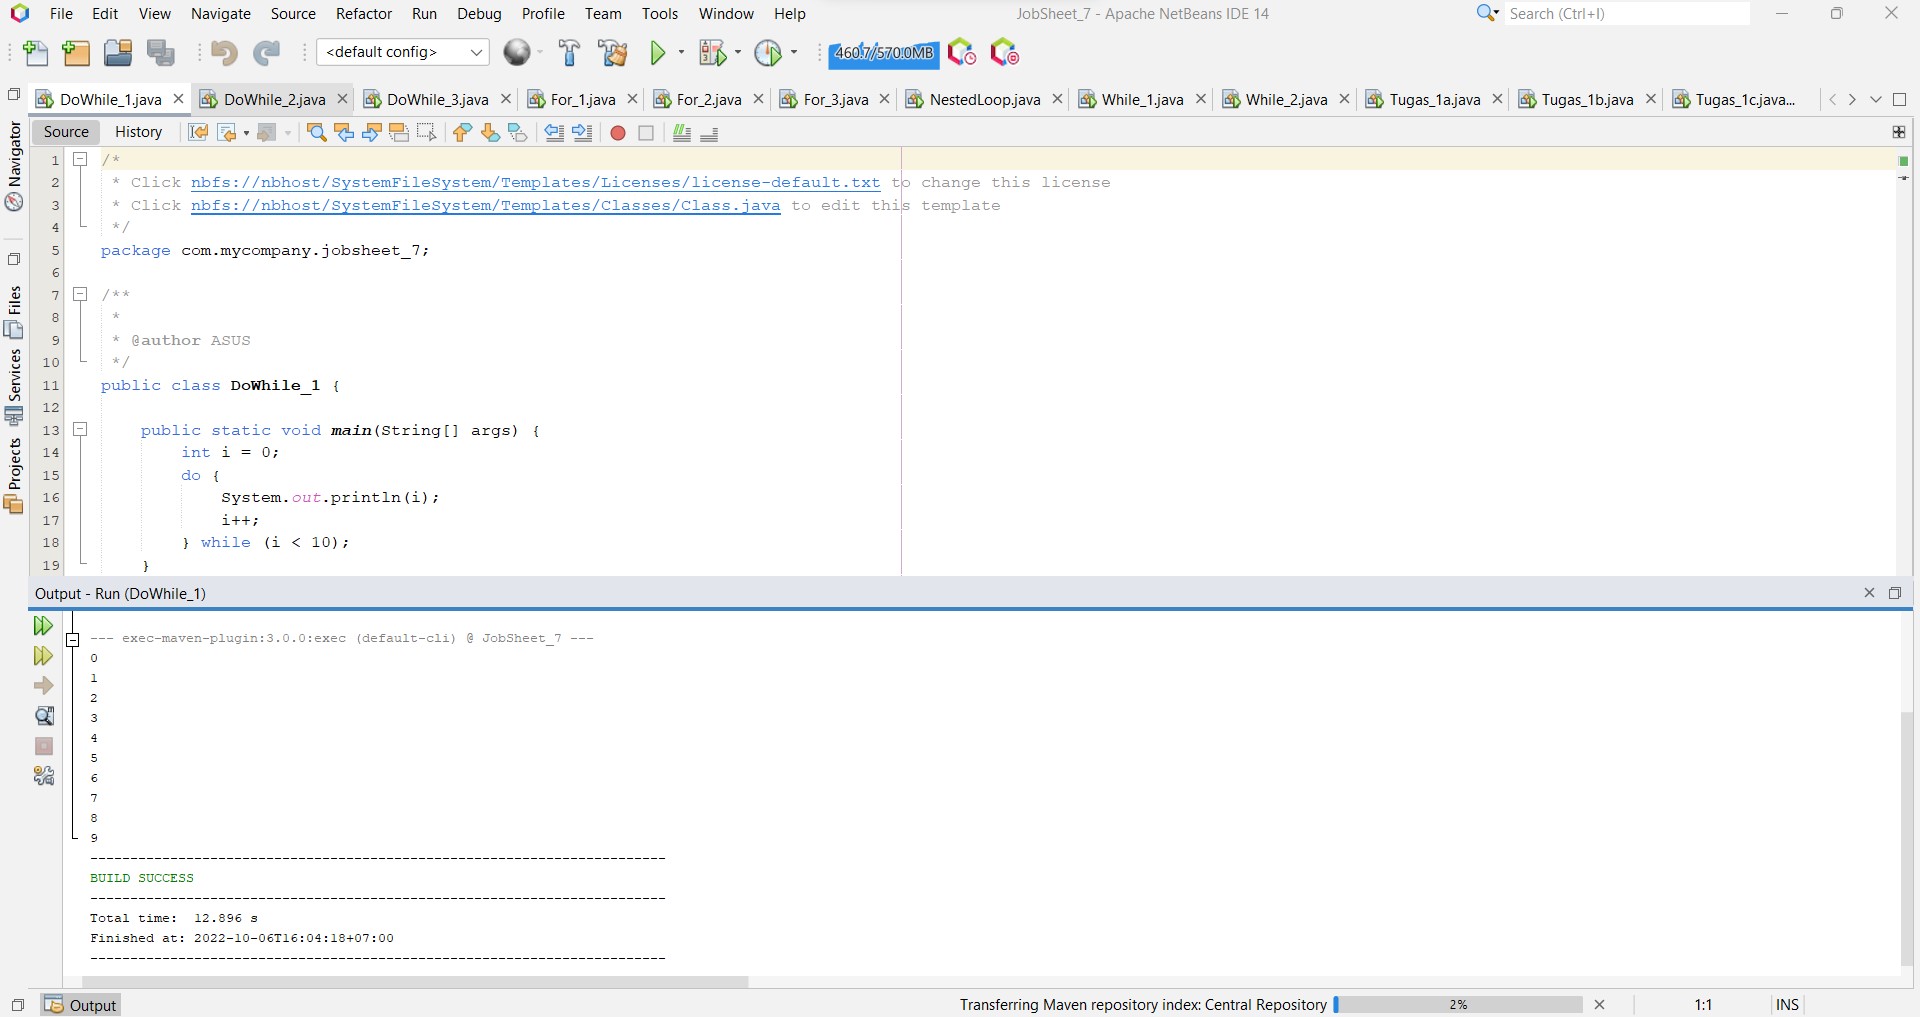 File Edit View Navigate Source Refactor Run Debug Profile Team Tools Window Help JobSheet_7 - Apache NetBeans IDE 14 Search (Ctrl+I)
<default config> 460.7/570.0MB
DoWhile_1.java DoWhile_2.java DoWhile_3.java For_1.java For_2.java For_3.java NestedLoop.java While_1.java While_2.java Tugas_1a.java Tugas_1b.java Tugas_1c.java...
Source History
Navigator
Files
Services
Projects
1 /*
2 * Click nbfs://nbhost/SystemFileSystem/Templates/Licenses/license-default.txt to change this license
3 * Click nbfs://nbhost/SystemFileSystem/Templates/Classes/Class.java to edit this template
4 */
5 package com.mycompany.jobsheet_7;
6
7 /**
8 *
9 * @author ASUS
10 */
11 public class DoWhile_1 {
12
13 public static void main(String[] args) {
14 int i = 0;
15 do {
16 System.out.println(i);
17 i++;
18 } while (i < 10);
19 }
Output - Run (DoWhile_1)
--- exec-maven-plugin:3.0.0:exec (default-cli) @ JobSheet_7 ---
0
1
2
3
4
5
6
7
8
9
------------------------------------------------------------------------
BUILD SUCCESS
------------------------------------------------------------------------
Total time:  12.896 s
Finished at: 2022-10-06T16:04:18+07:00
------------------------------------------------------------------------
Output Transferring Maven repository index: Central Repository 2% 1:1 INS